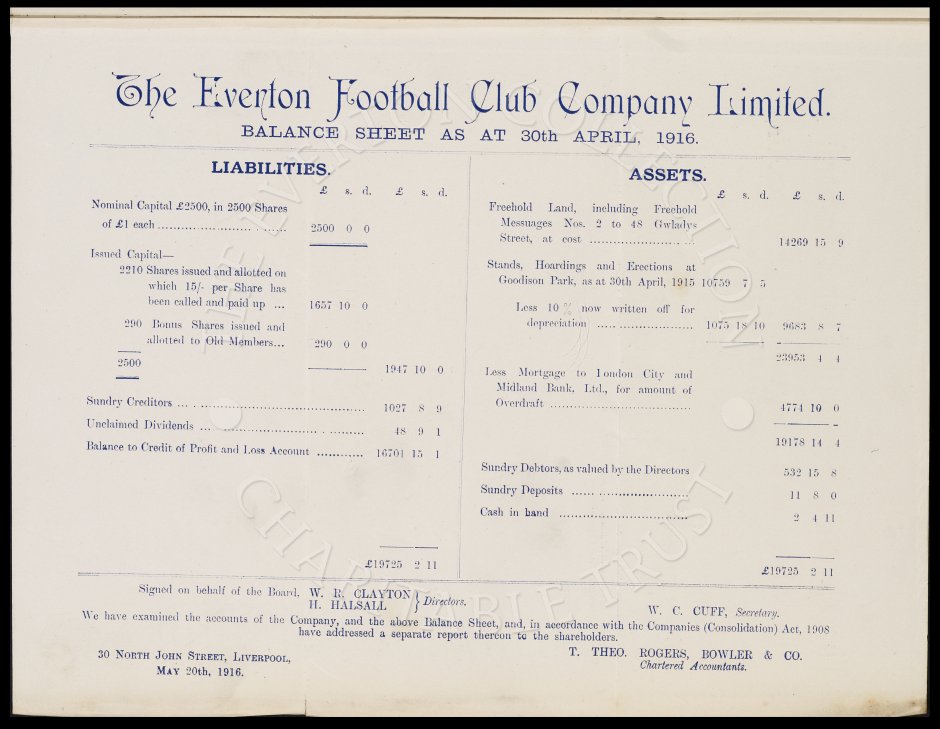 The Everton Football Club Company Limited.
BALANCE SHEET AS AT 30th APRIL, 1916.
LIABILITIES.
£ s. d. £ s. d.
Nominal Capital £2500, in 2500 Shares
of £1 each .............................. 2500 0 0
Issued Capital—
2210 Shares issued and allotted on
which 15/- per Share has
been called and paid up ... 1657 10 0
290 Bonus Shares issued and
allotted to Old Members... 290 0 0
2500 1947 10 0
Sundry Creditors ... 1027 8 9
Unclaimed Dividends ... 48 9 1
Balance to Credit of Profit and Loss Account ............ 16701 15 1
£19725 2 11
ASSETS.
£ s. d. £ s. d.
Freehold Land, including Freehold
Messuages Nos. 2 to 48 Gwladys
Street, at cost ........................... 14269 15 9
Stands, Hoardings and Erections at
Goodison Park, as at 30th April, 1915 10759 7 5
Less 10 % now written off for
depreciation ........................ 1075 18 10 9683 8 7
23953 4 4
Less Mortgage to London City and
Midland Bank, Ltd., for amount of
Overdraft .................................... 4774 10 0
19178 14 4
Sundry Debtors, as valued by the Directors 532 15 8
Sundry Deposits .............................. 11 8 0
Cash in hand .................................. 2 4 11
£19725 2 11
Signed on behalf of the Board, W. R. CLAYTON
H. HALSALL } Directors.
W. C. CUFF, Secretary.
We have examined the accounts of the Company, and the above Balance Sheet, and, in accordance with the Companies (Consolidation) Act, 1908
have addressed a separate report thereon to the shareholders.
30 NORTH JOHN STREET, LIVERPOOL,
MAY 20th, 1916.
T. THEO. ROGERS, BOWLER & CO.
Chartered Accountants.
THE EVERTON COLLECTION
CHARITABLE TRUST